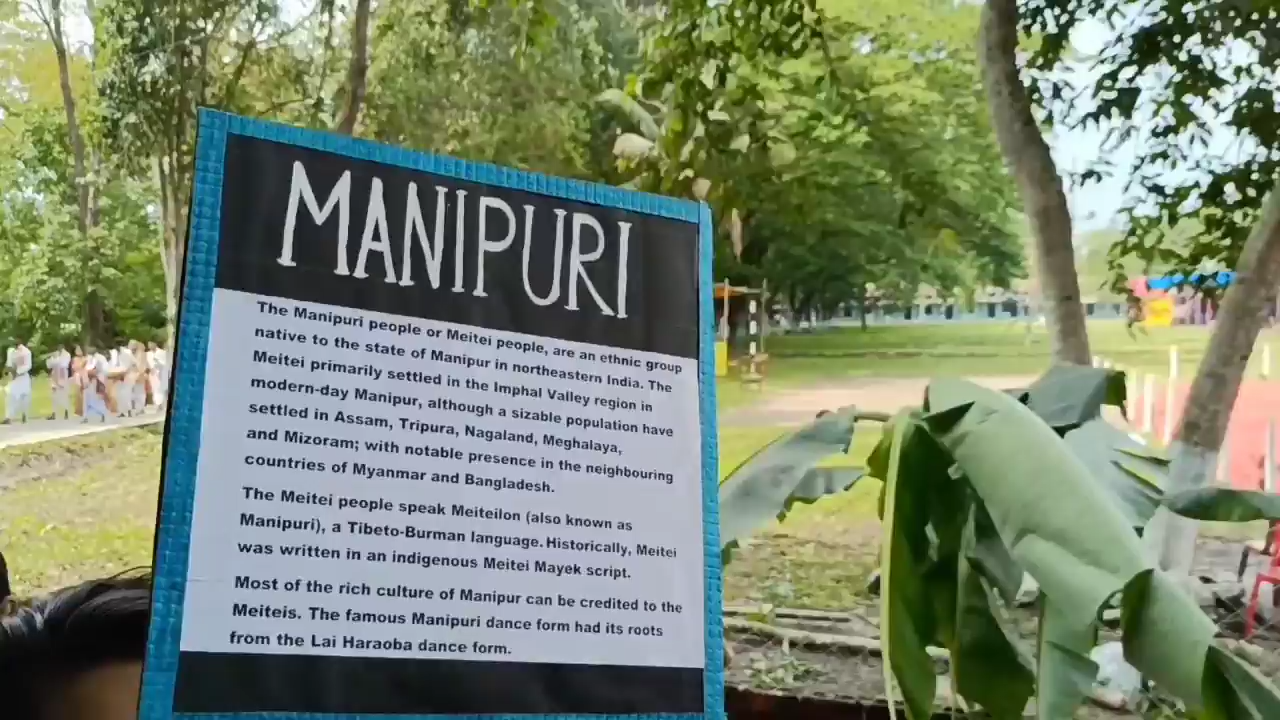 MANIPURI
The Manipuri people or Meitei people, are an ethnic group
native to the state of Manipur in northeastern India. The
Meitei primarily settled in the Imphal Valley region in
modern-day Manipur, although a sizable population have
settled in Assam, Tripura, Nagaland, Meghalaya,
and Mizoram; with notable presence in the neighbouring
countries of Myanmar and Bangladesh.
The Meitei people speak Meiteilon (also known as
Manipuri), a Tibeto-Burman language. Historically, Meitei
was written in an indigenous Meitei Mayek script.
Most of the rich culture of Manipur can be credited to the
Meiteis. The famous Manipuri dance form had its roots
from the Lai Haraoba dance form.